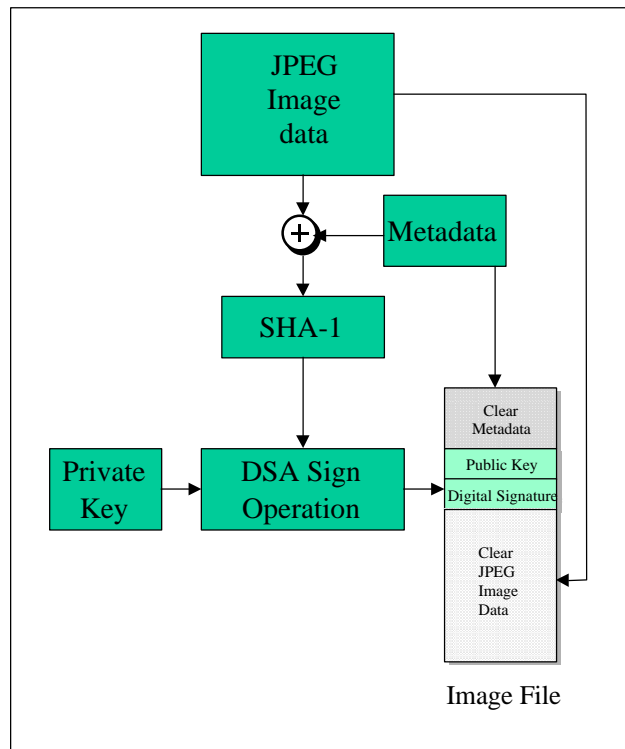 JPEG
Image
data
+
Metadata
SHA-1
Clear
Metadata
Public Key
Private
Key
DSA Sign
Operation
Digital Signature
Clear
JPEG
Image
Data
Image File